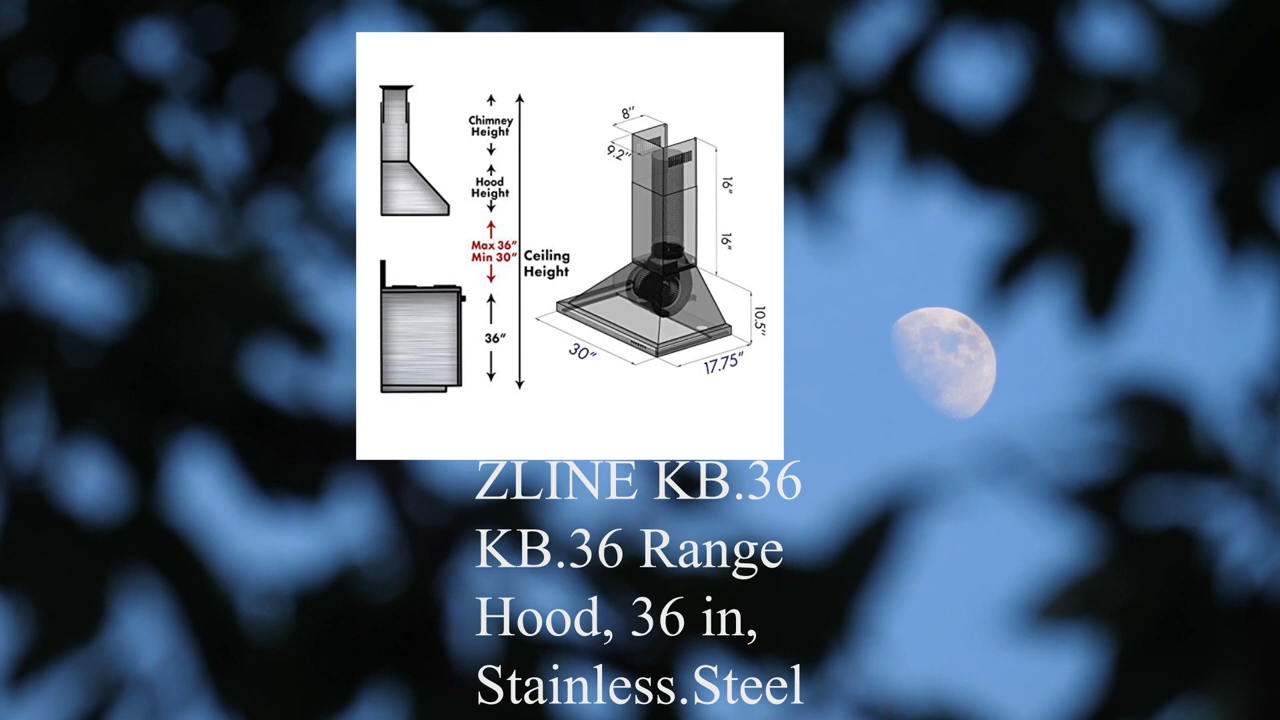 8″
9.2″
Chimney
Height
Hood
Height
16″
16″
Max 36″
Min 30″
Ceiling
Height
36″
10.5″
30″
17.75″
ZLINE KB.36
KB.36 Range
Hood, 36 in,
Stainless.Steel